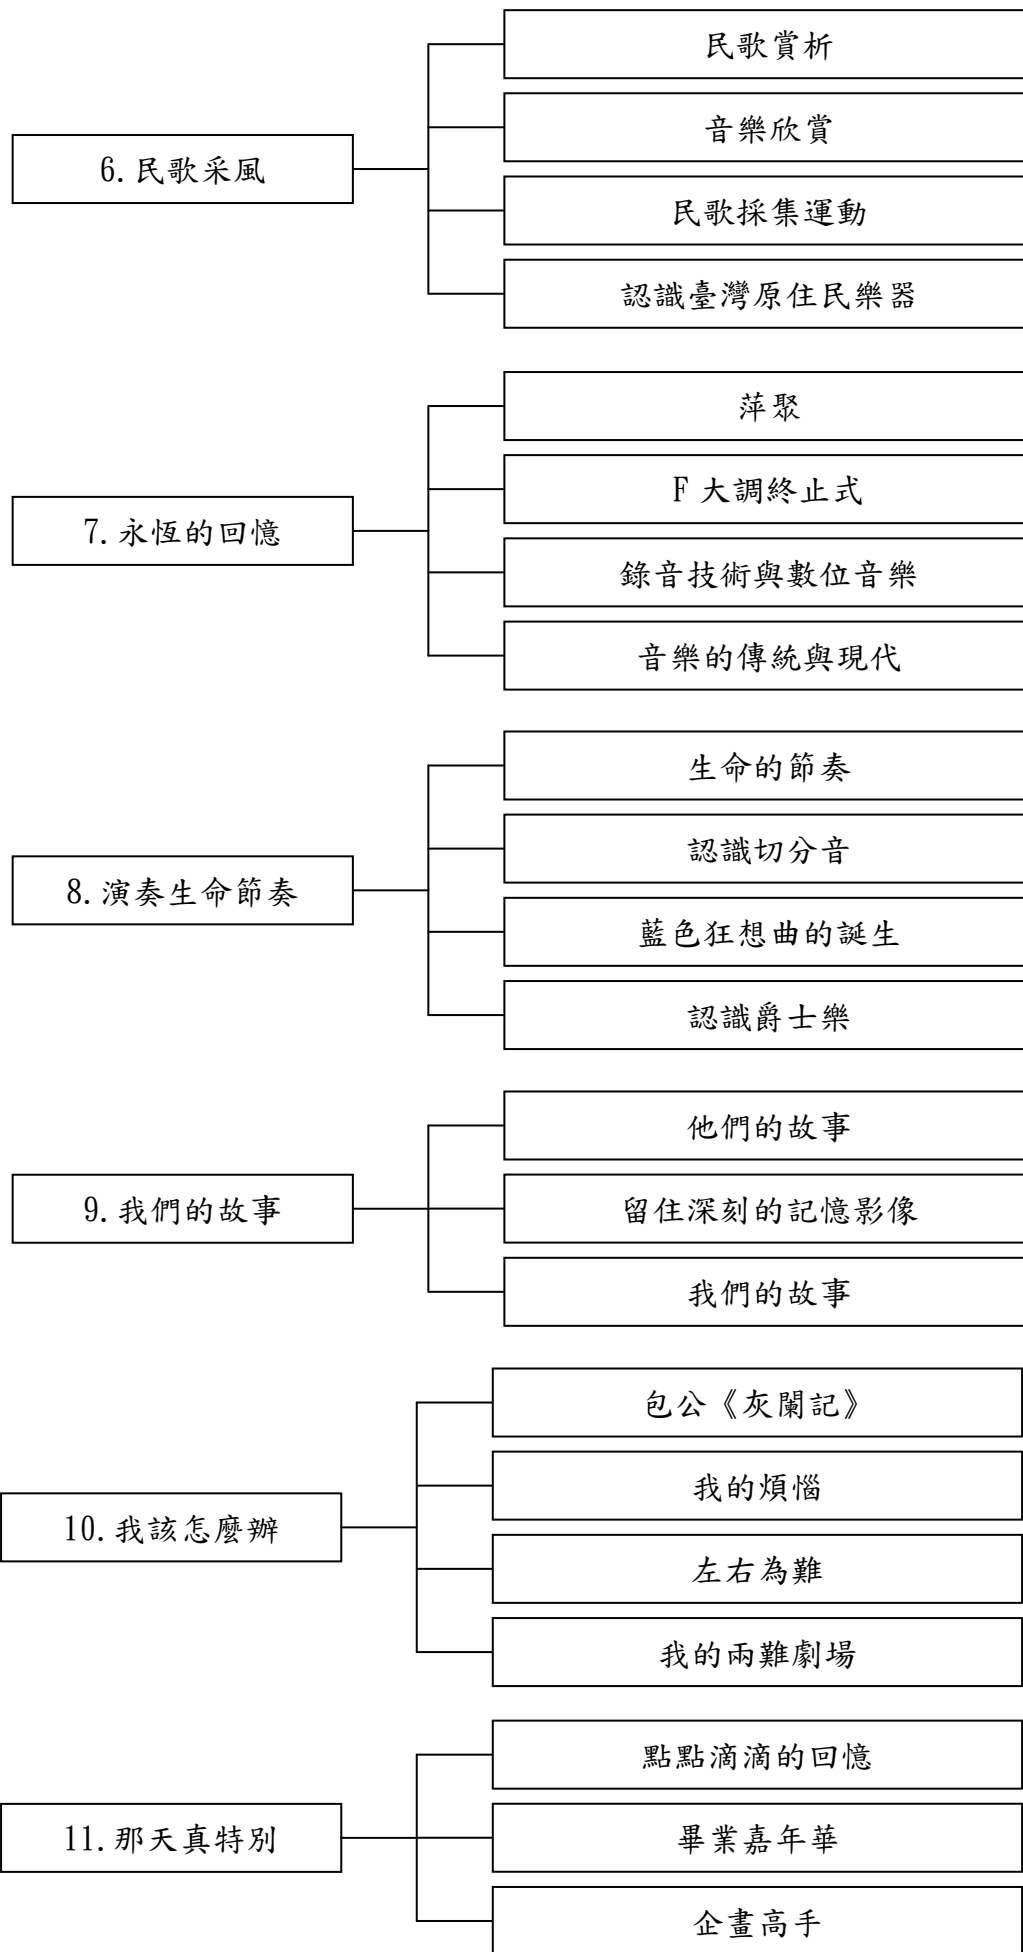 6.民歌采風
民歌賞析
音樂欣賞
民歌採集運動
認識臺灣原住民樂器
7.永恆的回憶
萍聚
F大調終止式
錄音技術與數位音樂
音樂的傳統與現代
8.演奏生命節奏
生命的節奏
認識切分音
藍色狂想曲的誕生
認識爵士樂
9.我們的故事
他們的故事
留住深刻的記憶影像
我們的故事
10.我該怎麼辦
包公《灰闌記》
我的煩惱
左右為難
我的兩難劇場
11.那天真特別
點點滴滴的回憶
畢業嘉年華
企畫高手